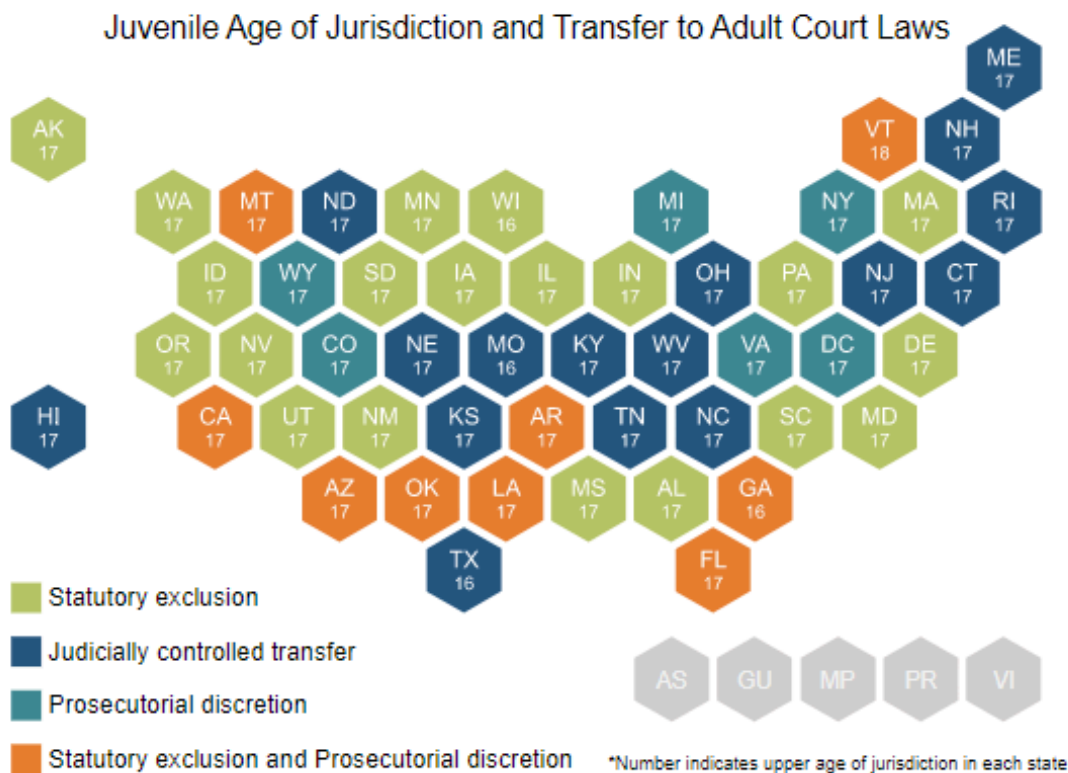 Juvenile Age of Jurisdiction and Transfer to Adult Court Laws
ME
17
AK
17
VT
18
NH
17
WA
17
MT
17
ND
17
MN
17
WI
16
MI
17
NY
17
MA
17
RI
17
ID
17
WY
17
SD
17
IA
17
IL
17
IN
17
OH
17
PA
17
NJ
17
CT
17
OR
17
NV
17
CO
17
NE
17
MO
16
KY
17
WV
17
VA
17
DC
17
DE
17
HI
17
CA
17
UT
17
NM
17
KS
17
AR
17
TN
17
NC
17
SC
17
MD
17
AZ
17
OK
17
LA
17
MS
17
AL
17
GA
16
TX
16
FL
17
Statutory exclusion
Judicially controlled transfer
Prosecutorial discretion
Statutory exclusion and Prosecutorial discretion
AS
GU
MP
PR
VI
*Number indicates upper age of jurisdiction in each state